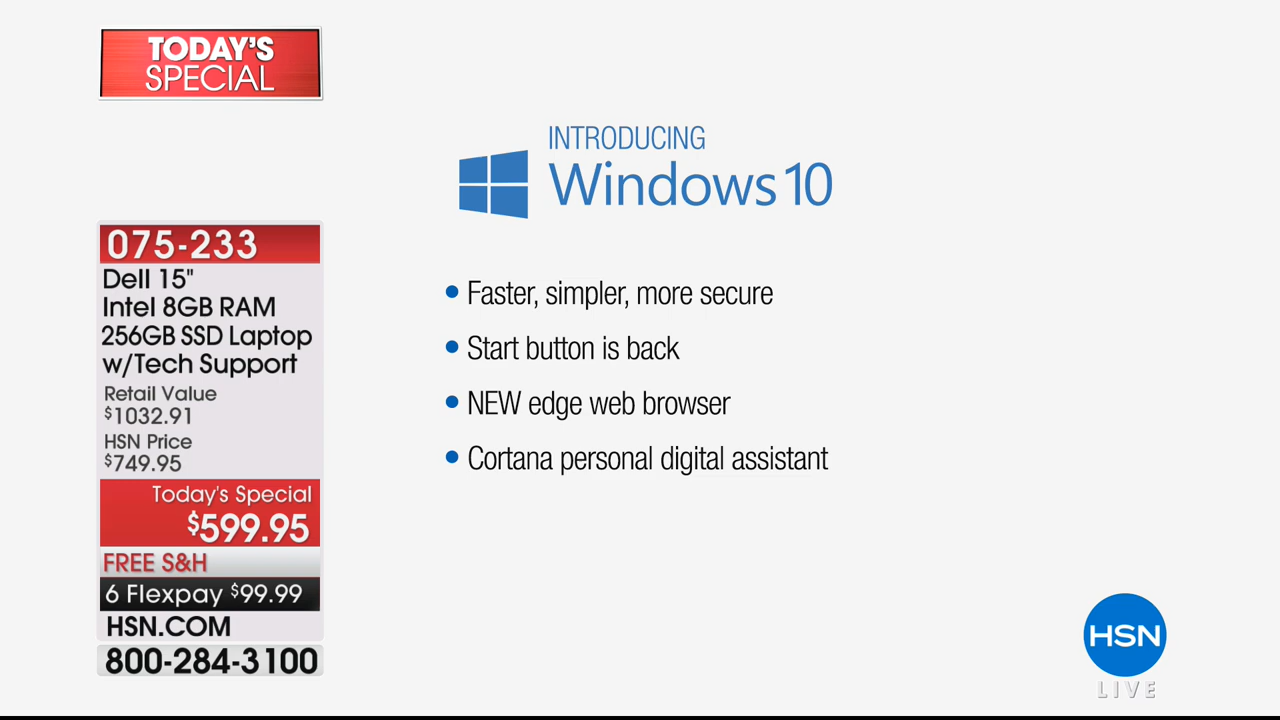 TODAY'S
SPECIAL
INTRODUCING
Windows 10
075-233
Dell 15"
Intel 8GB RAM
256GB SSD Laptop
w/Tech Support
Retail Value
$1032.91
HSN Price
$749.95
Today's Special
$599.95
FREE S&H
6 Flexpay $99.99
HSN.COM
800-284-3100
• Faster, simpler, more secure
• Start button is back
• NEW edge web browser
• Cortana personal digital assistant
HSN
LIVE